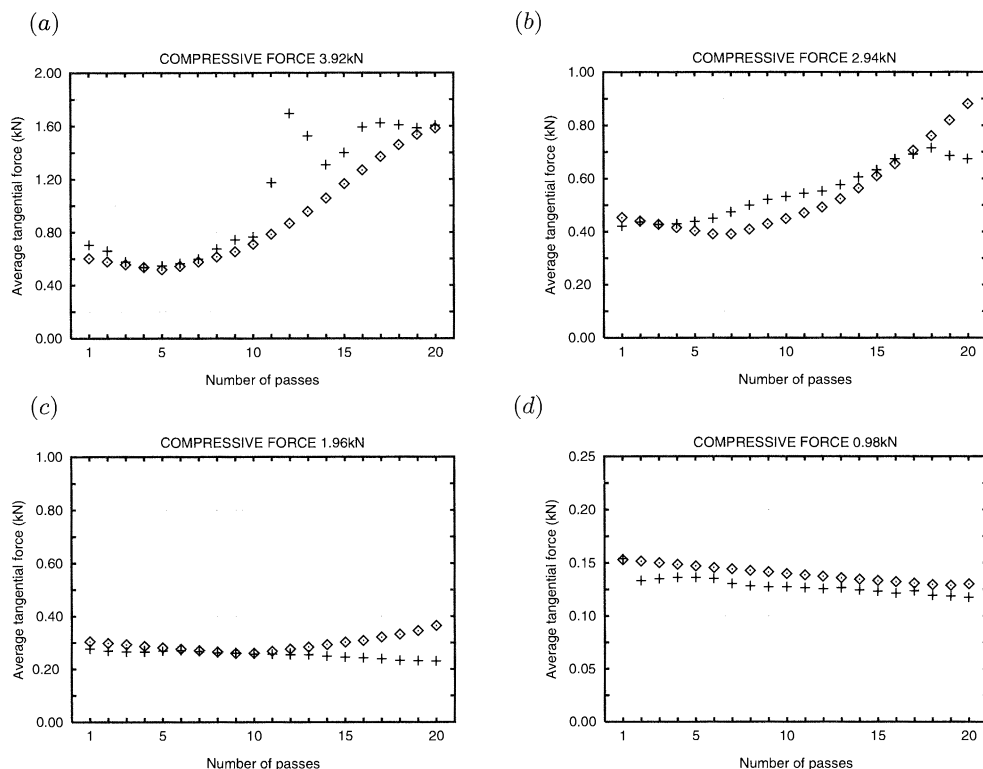 (a)
COMPRESSIVE FORCE 3.92kN
2.00
1.60
1.20
0.80
0.40
0.00
Average tangential force (kN)
1 5 10 15 20
Number of passes
(b)
COMPRESSIVE FORCE 2.94kN
1.00
0.80
0.60
0.40
0.20
0.00
Average tangential force (kN)
1 5 10 15 20
Number of passes
(c)
COMPRESSIVE FORCE 1.96kN
1.00
0.80
0.60
0.40
0.20
0.00
Average tangential force (kN)
1 5 10 15 20
Number of passes
(d)
COMPRESSIVE FORCE 0.98kN
0.25
0.20
0.15
0.10
0.05
0.00
Average tangential force (kN)
1 5 10 15 20
Number of passes